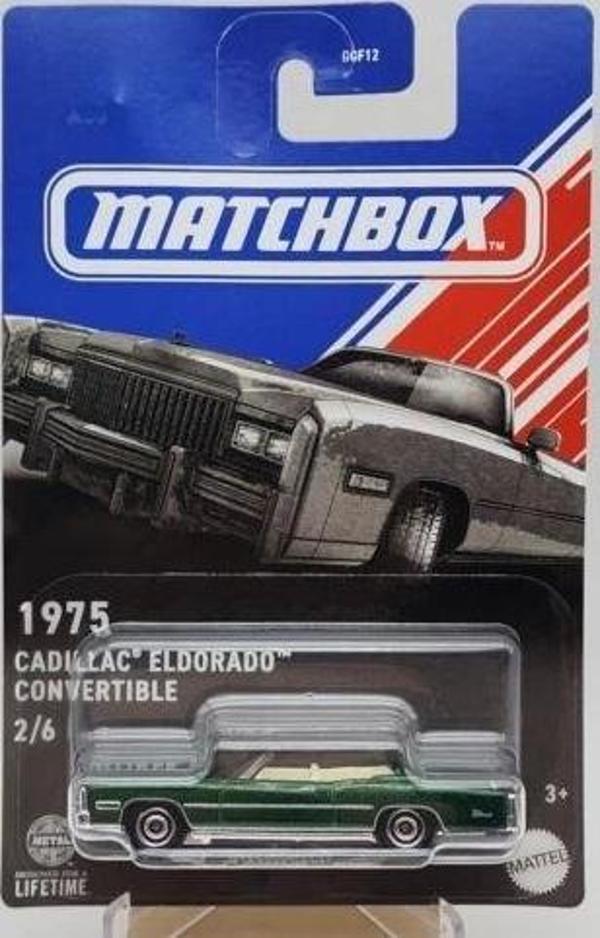 GGF12
MATCHBOX™
1975
CADILLAC® ELDORADO™
CONVERTIBLE
2/6
3+
METAL
LIFETIME
MATTEL